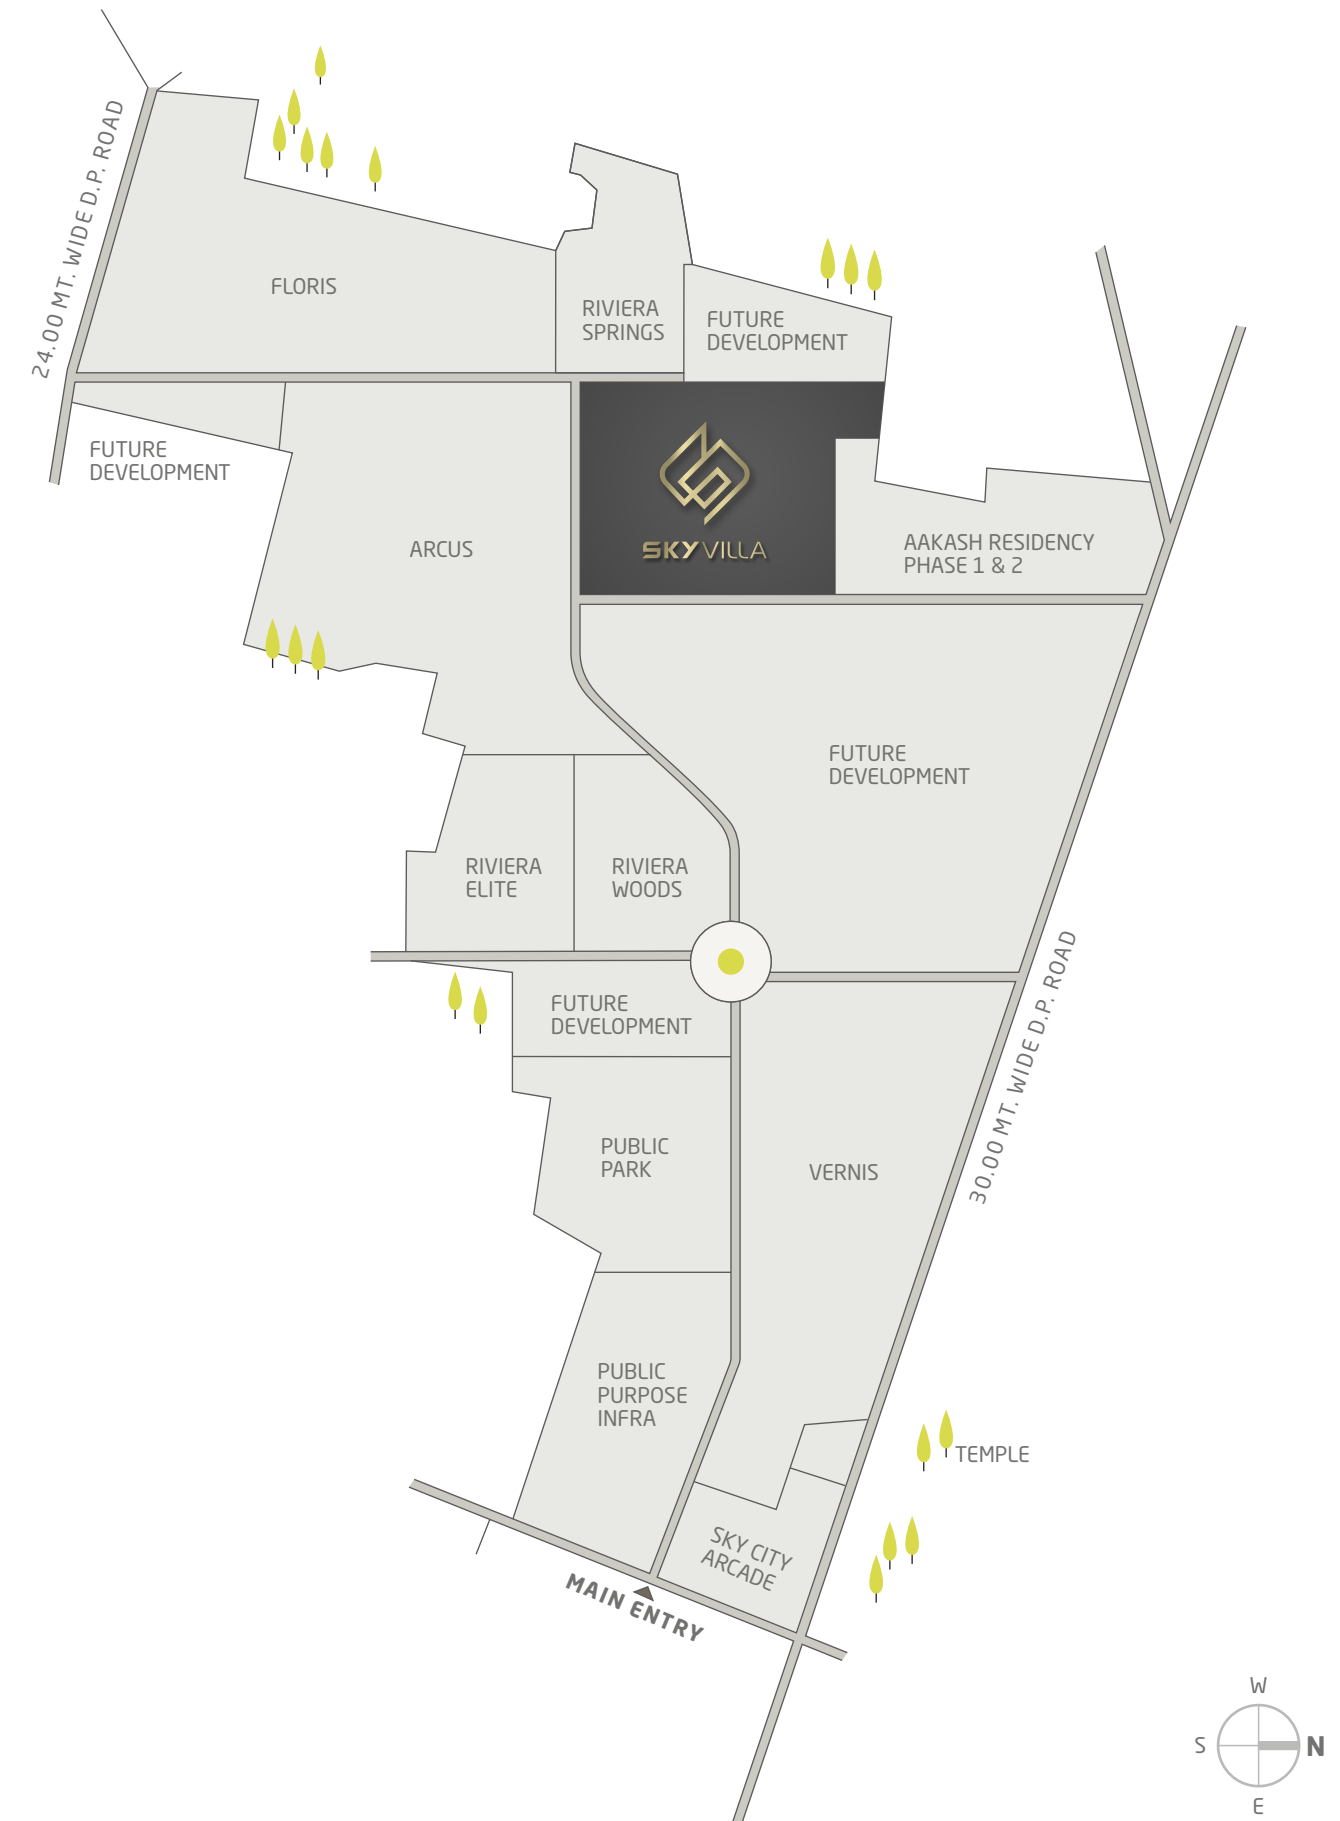 24.00 MT. WIDE D.P. ROAD
FLORIS
RIVIERA
SPRINGS
FUTURE
DEVELOPMENT
FUTURE
DEVELOPMENT
ARCUS
SKYVILLA
AAKASH RESIDENCY
PHASE 1 & 2
FUTURE
DEVELOPMENT
RIVIERA
ELITE
RIVIERA
WOODS
FUTURE
DEVELOPMENT
30.00 MT. WIDE D.P. ROAD
PUBLIC
PARK
VERNIS
PUBLIC
PURPOSE
INFRA
TEMPLE
SKY CITY
ARCADE
MAIN ENTRY
W
S
N
E